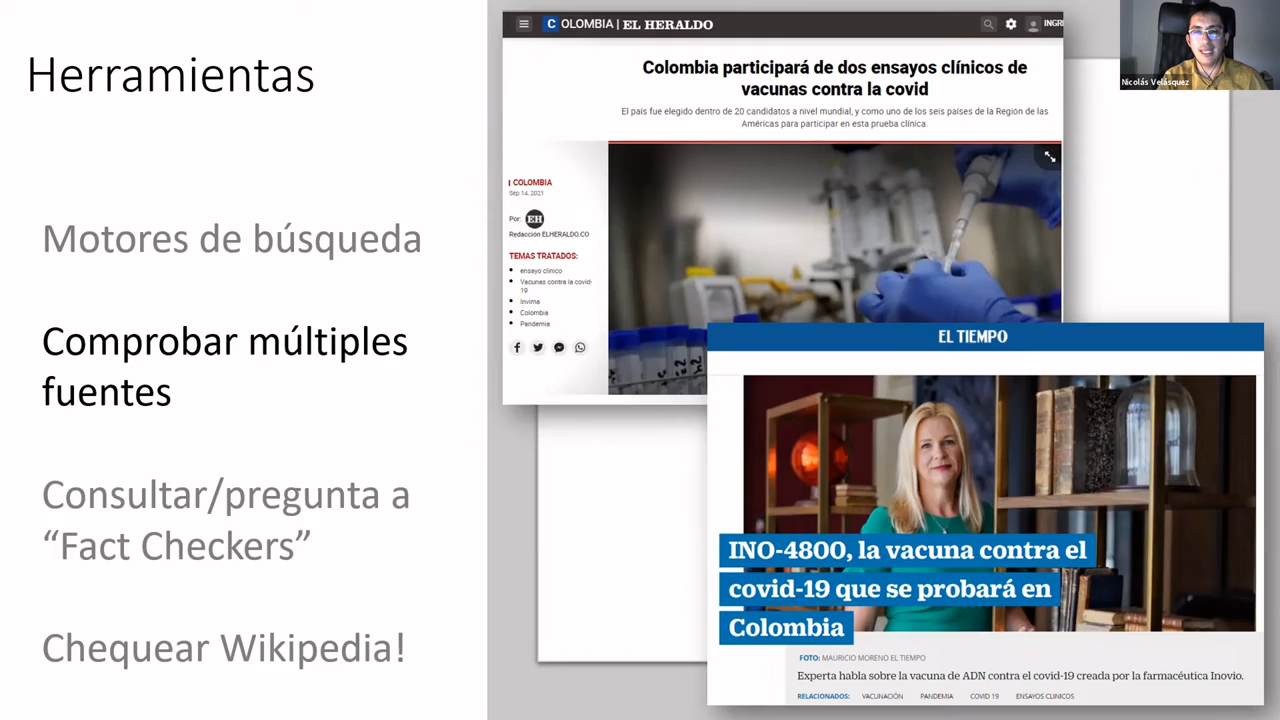 Herramientas
Motores de búsqueda
Comprobar múltiples
fuentes
Consultar/pregunta a
“Fact Checkers”
Chequear Wikipedia!
C OLOMBIA | EL HERALDO
INGRE
Colombia participará de dos ensayos clínicos de
vacunas contra la covid
El país fue elegido dentro de 20 candidatos a nivel mundial, y como uno de los seis países de la Región de las
Américas para participar en esta prueba clínica.
COLOMBIA
Sep 14, 2021
Por: EH
Redacción ELHERALDO.CO
TEMAS TRATADOS:
ensayo clinico
Vacunas contra la covid-
19
Invima
Colombia
Pandemia
EL TIEMPO
INO-4800, la vacuna contra el
covid-19 que se probará en
Colombia
FOTO: MAURICIO MORENO EL TIEMPO
Experta habla sobre la vacuna de ADN contra el covid-19 creada por la farmacéutica Inovio.
RELACIONADOS: VACUNACIÓN PANDEMIA COVID 19 ENSAYOS CLINICOS
Nicolás Velásquez